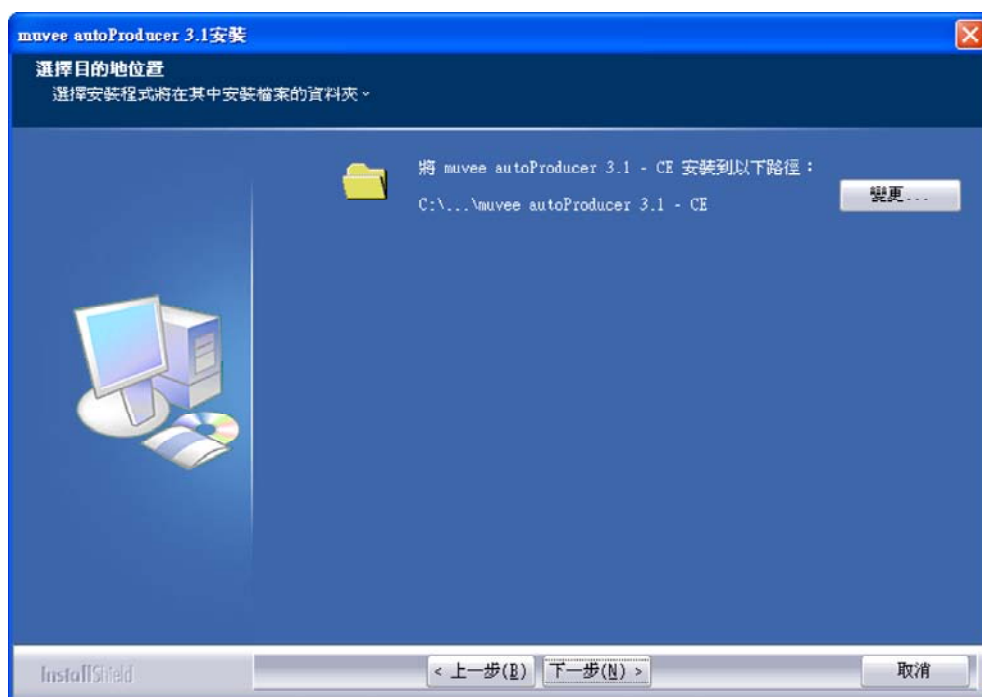 muvee autoProducer 3.1安裝
選擇目的地位置
選擇安裝程式將在其中安裝檔案的資料夾。
將 muvee autoProducer 3.1 - CE 安裝到以下路徑：
C:\...\muvee autoProducer 3.1 - CE
變更...
InstallShield
< 上一步(B)
下一步(N) >
取消